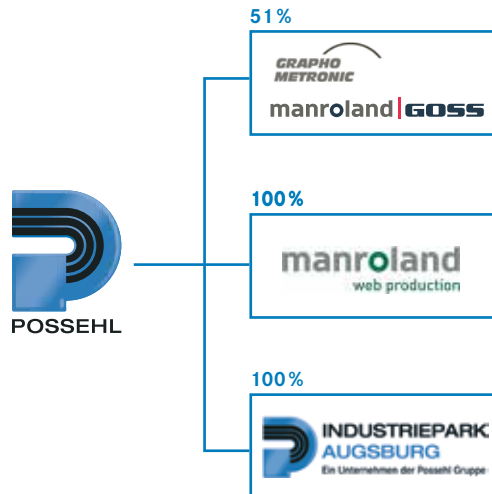 51%
GRAPHO
METRONIC
manroland GOSS
100%
manroland
web production
POSSEHL
100%
INDUSTRIEPARK
AUGSBURG
Ein Unternehmen der Possehl Gruppe